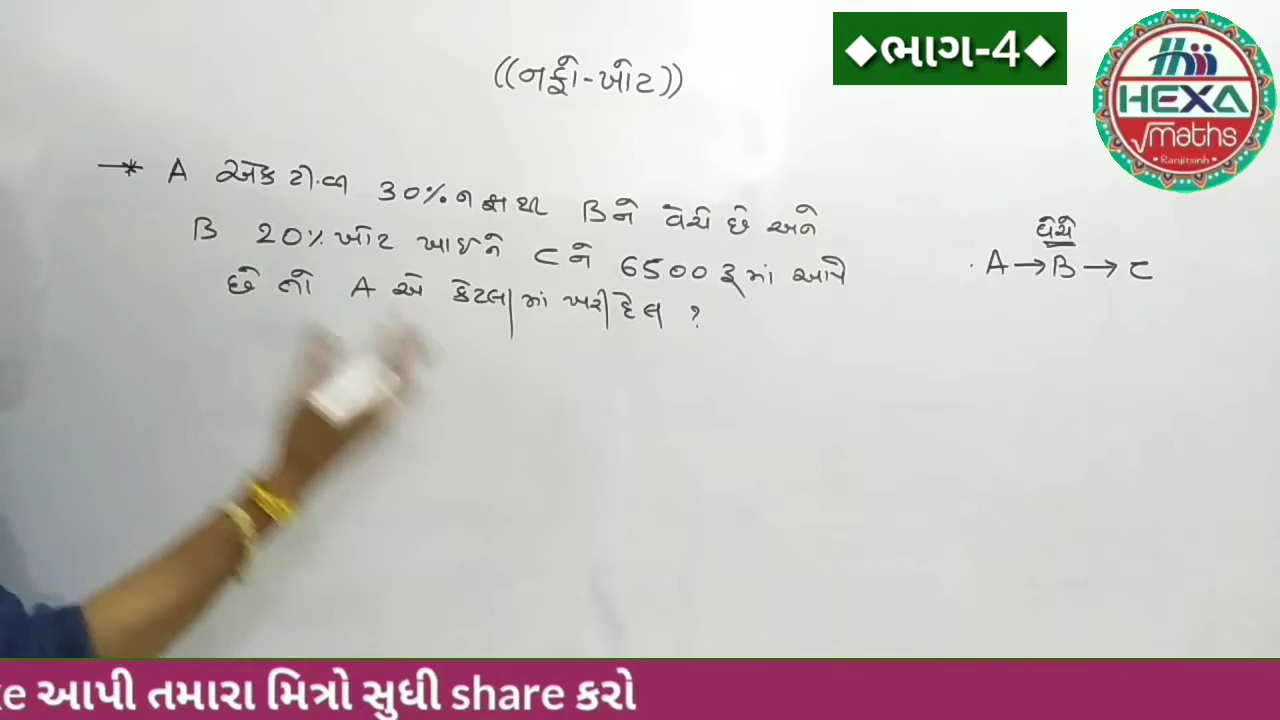 ◆ભાગ-4◆
HEXA
maths
Ranjitsinh
((નફો-ખોટ))
→* A એક ટી.વી 30% નફાથી B ને વેચે છે અને
B 20% ખોટ ખાઈને C ને 6500 રૂ માં આપે
છે તો A એ કેટલામાં ખરીદેલ ?
વેચે
A → B → C
ke આપી તમારા મિત્રો સુધી share કરો